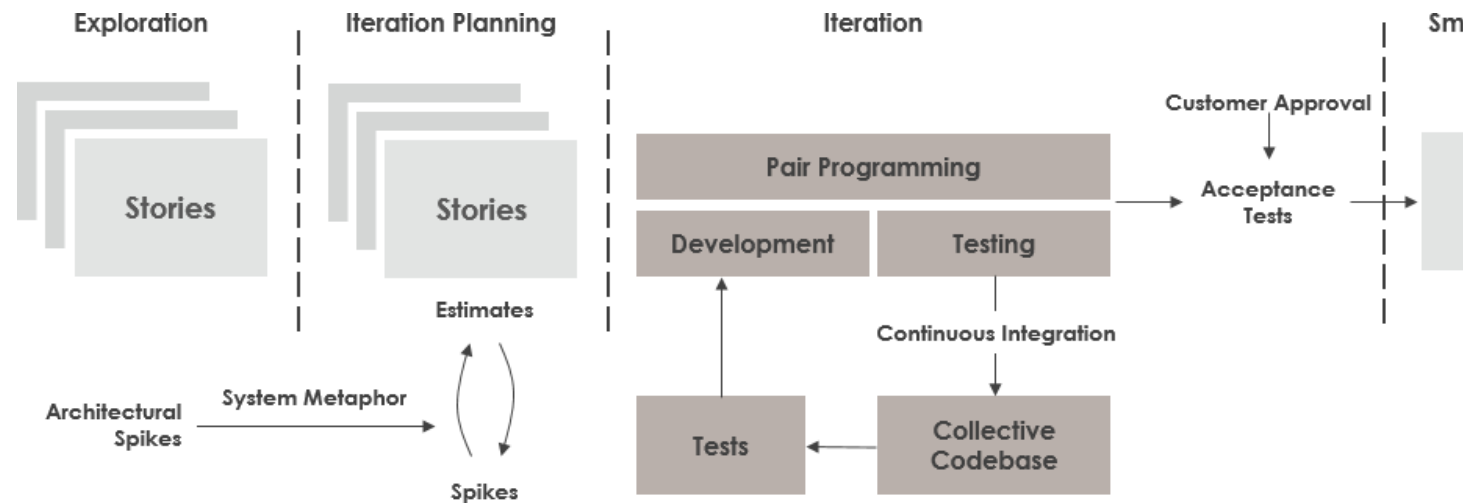 Exploration
Iteration Planning
Iteration
Sm
Stories
Stories
Estimates
Architectural
Spikes
System Metaphor
Spikes
Pair Programming
Development
Testing
Continuous Integration
Tests
Collective
Codebase
Customer Approval
Acceptance
Tests